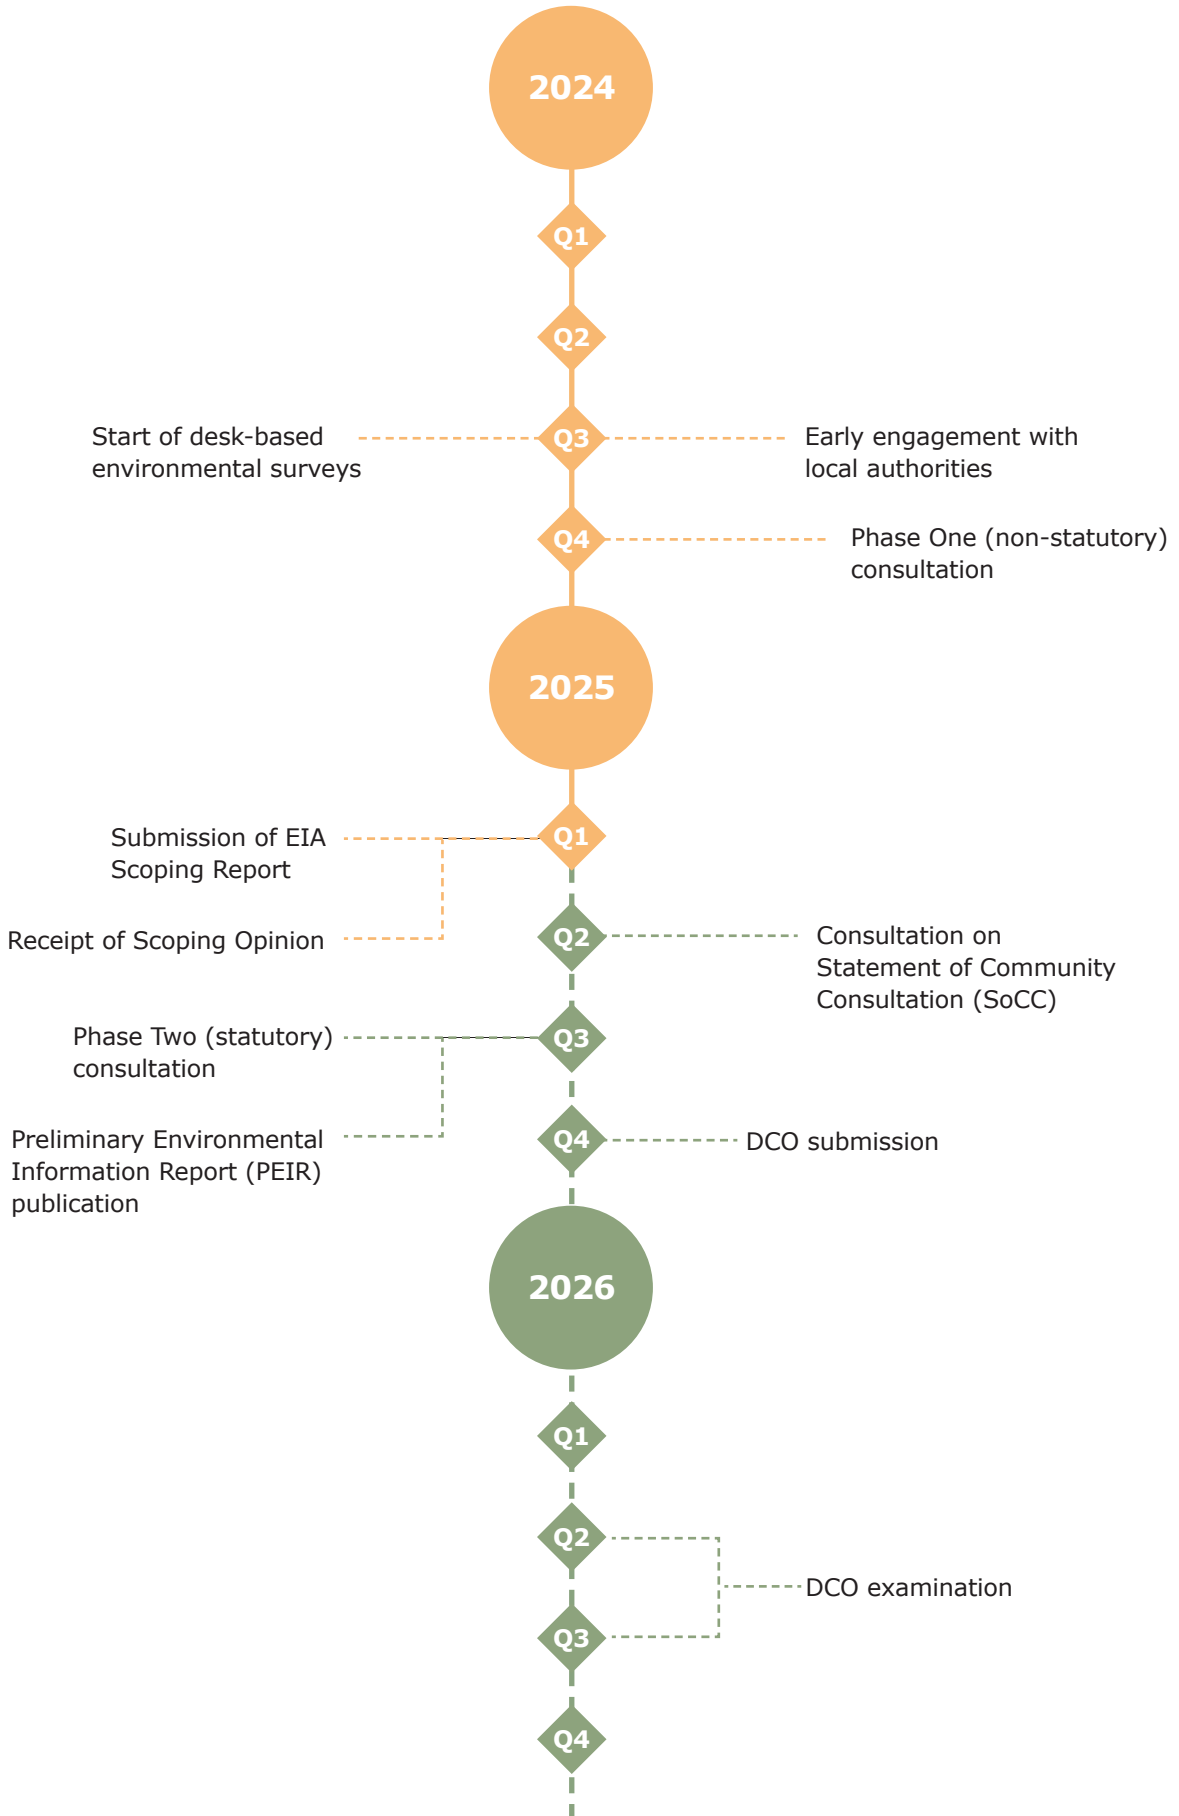 2024
Q1
Q2
Start of desk-based
environmental surveys
Q3
Early engagement with
local authorities
Q4
Phase One (non-statutory)
consultation
2025
Submission of EIA
Scoping Report
Q1
Receipt of Scoping Opinion
Q2
Consultation on
Statement of Community
Consultation (SoCC)
Phase Two (statutory)
consultation
Q3
Preliminary Environmental
Information Report (PEIR)
publication
Q4
DCO submission
2026
Q1
Q2
DCO examination
Q3
Q4